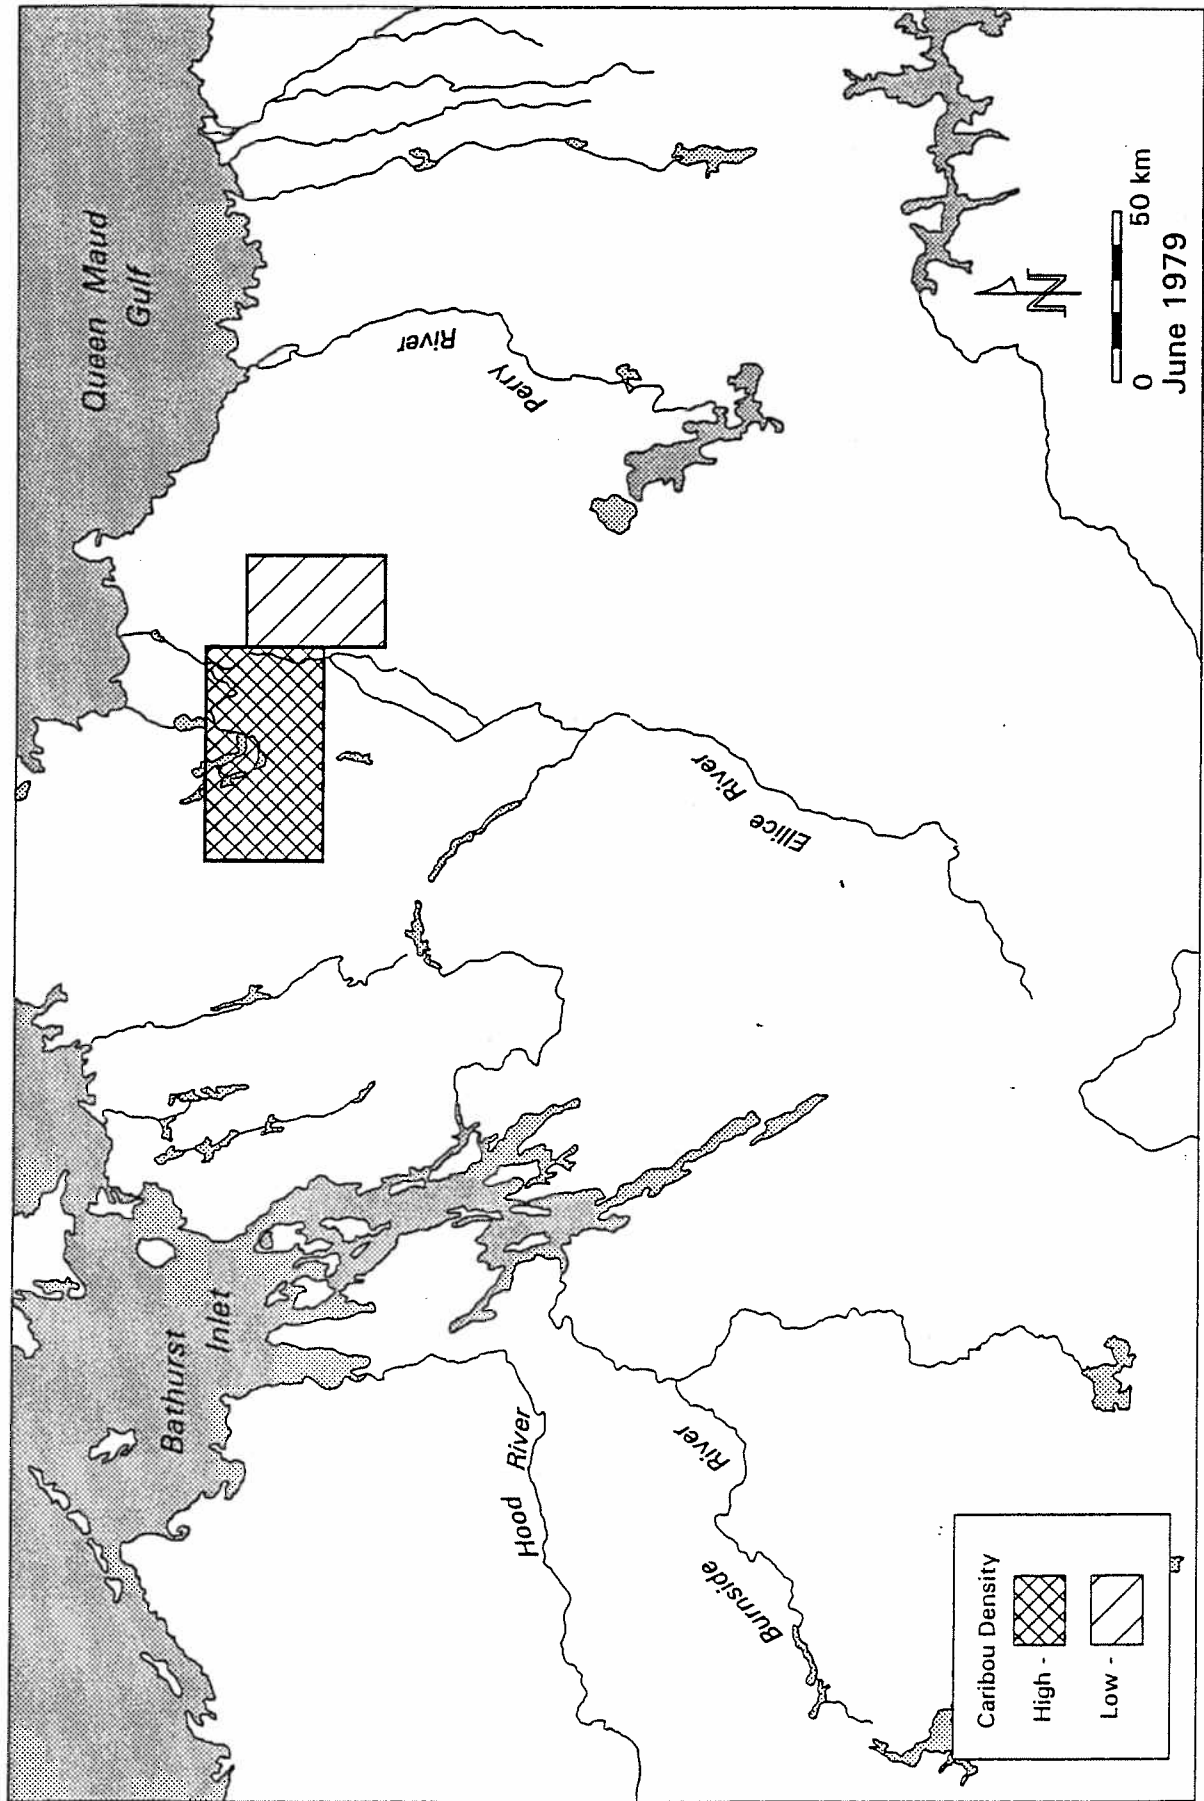 Queen Maud
Gulf
Bathurst
Inlet
Perry
River
Ellice River
Hood River
Burnside
River
N
0 50 km
June 1979
Caribou Density
High -
Low -